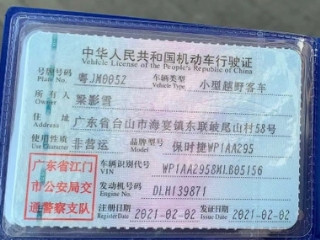 中华人民共和国机动车行驶证
Vehicle License of the People's Republic of China
号牌号码 粤JM005Z 车辆类型 小型越野客车
Plate No. Vehicle Type
所有人 梁影雪
Owner
住址 广东省台山市海宴镇东联坡尾山村58号
Address
使用性质 非营运 品牌型号 保时捷WP1AA295
Use Character Model
广东省江门
市公安局交
通警察支队
车辆识别代号 WP1AA2958MLB05156
VIN
发动机号码 DLH139871
Engine No.
注册日期 2021-02-02 发证日期 2021-02-02
Register Date Issue Date